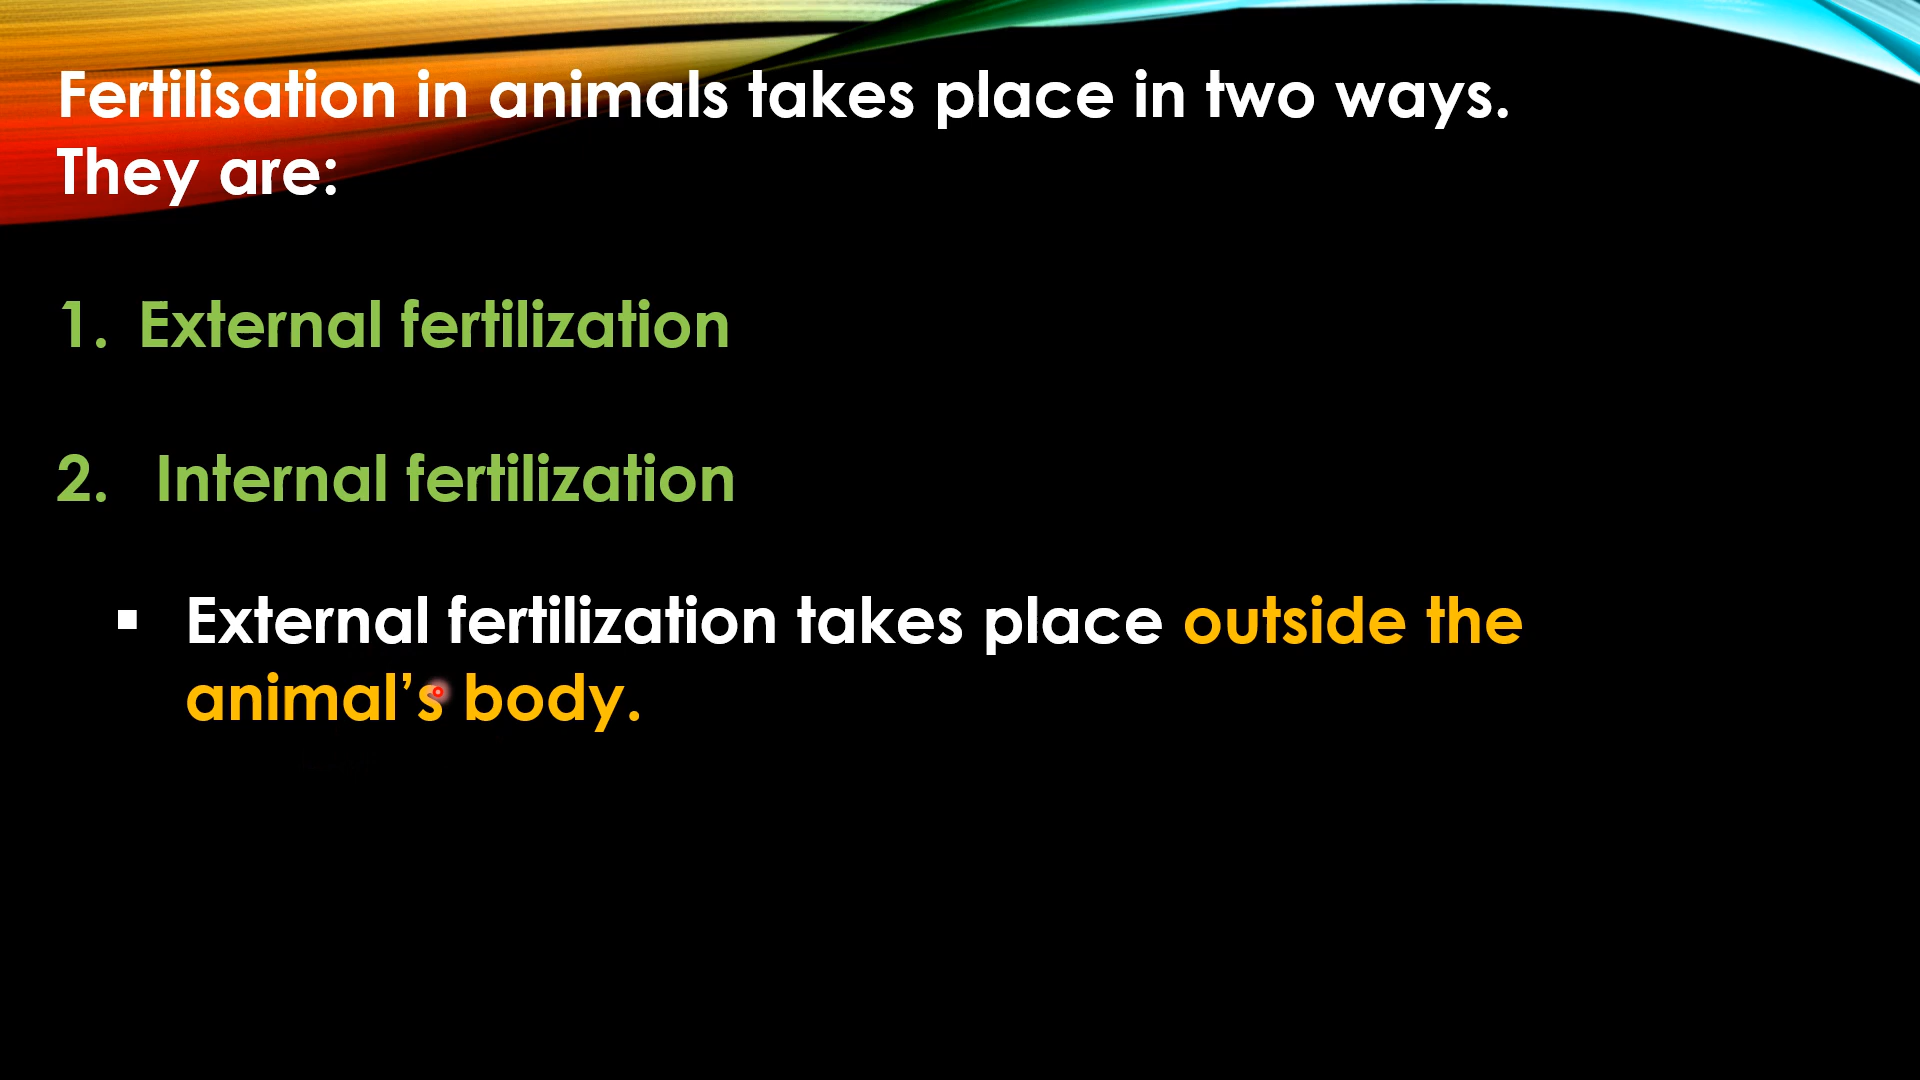 Fertilisation in animals takes place in two ways.
They are:
1. External fertilization
2. Internal fertilization
▪ External fertilization takes place outside the
animal’s body.